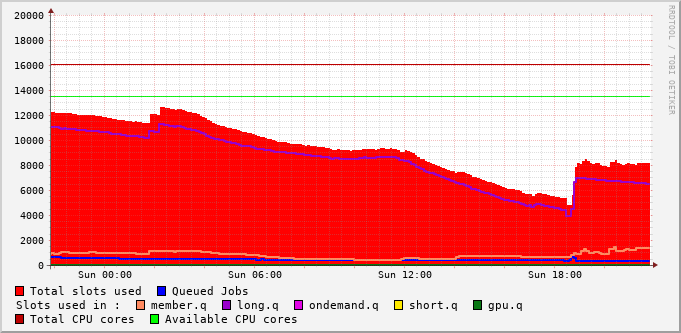 20000
18000
16000
14000
12000
10000
8000
6000
4000
2000
0
Sun 00:00 Sun 06:00 Sun 12:00 Sun 18:00
RRDTOOL / TOBI OETIKER
Total slots used Queued Jobs
Slots used in : member.q long.q ondemand.q short.q gpu.q
Total CPU cores Available CPU cores